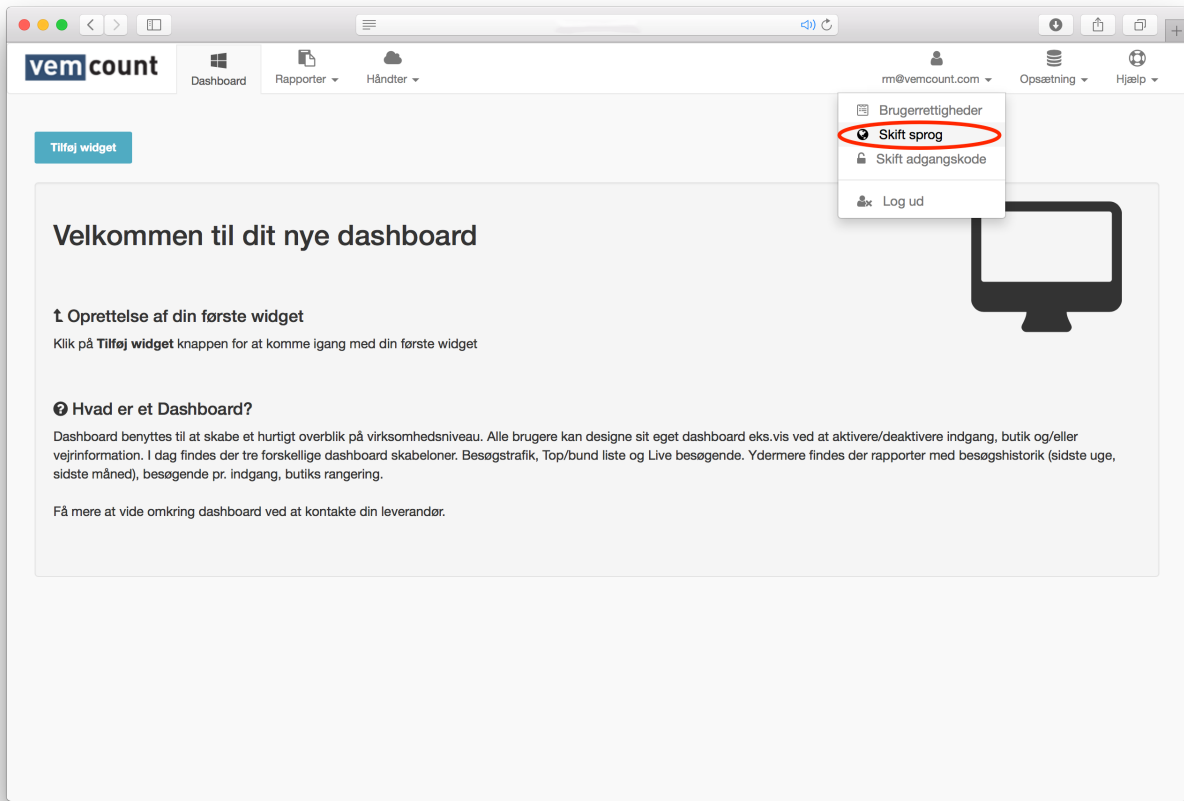 vemcount
Dashboard
Rapporter
Håndter
rm@vemcount.com
Opsætning
Hjælp
Brugerrettigheder
Skift sprog
Skift adgangskode
Log ud
Tilføj widget
Velkommen til dit nye dashboard
Oprettelse af din første widget
Klik på Tilføj widget knappen for at komme igang med din første widget
Hvad er et Dashboard?
Dashboard benyttes til at skabe et hurtigt overblik på virksomhedsniveau. Alle brugere kan designe sit eget dashboard eks.vis ved at aktivere/deaktivere indgang, butik og/eller
vejrinformation. I dag findes der tre forskellige dashboard skabeloner. Besøgstrafik, Top/bund liste og Live besøgende. Ydermere findes der rapporter med besøgshistorik (sidste uge,
sidste måned), besøgende pr. indgang, butiks rangering.
Få mere at vide omkring dashboard ved at kontakte din leverandør.